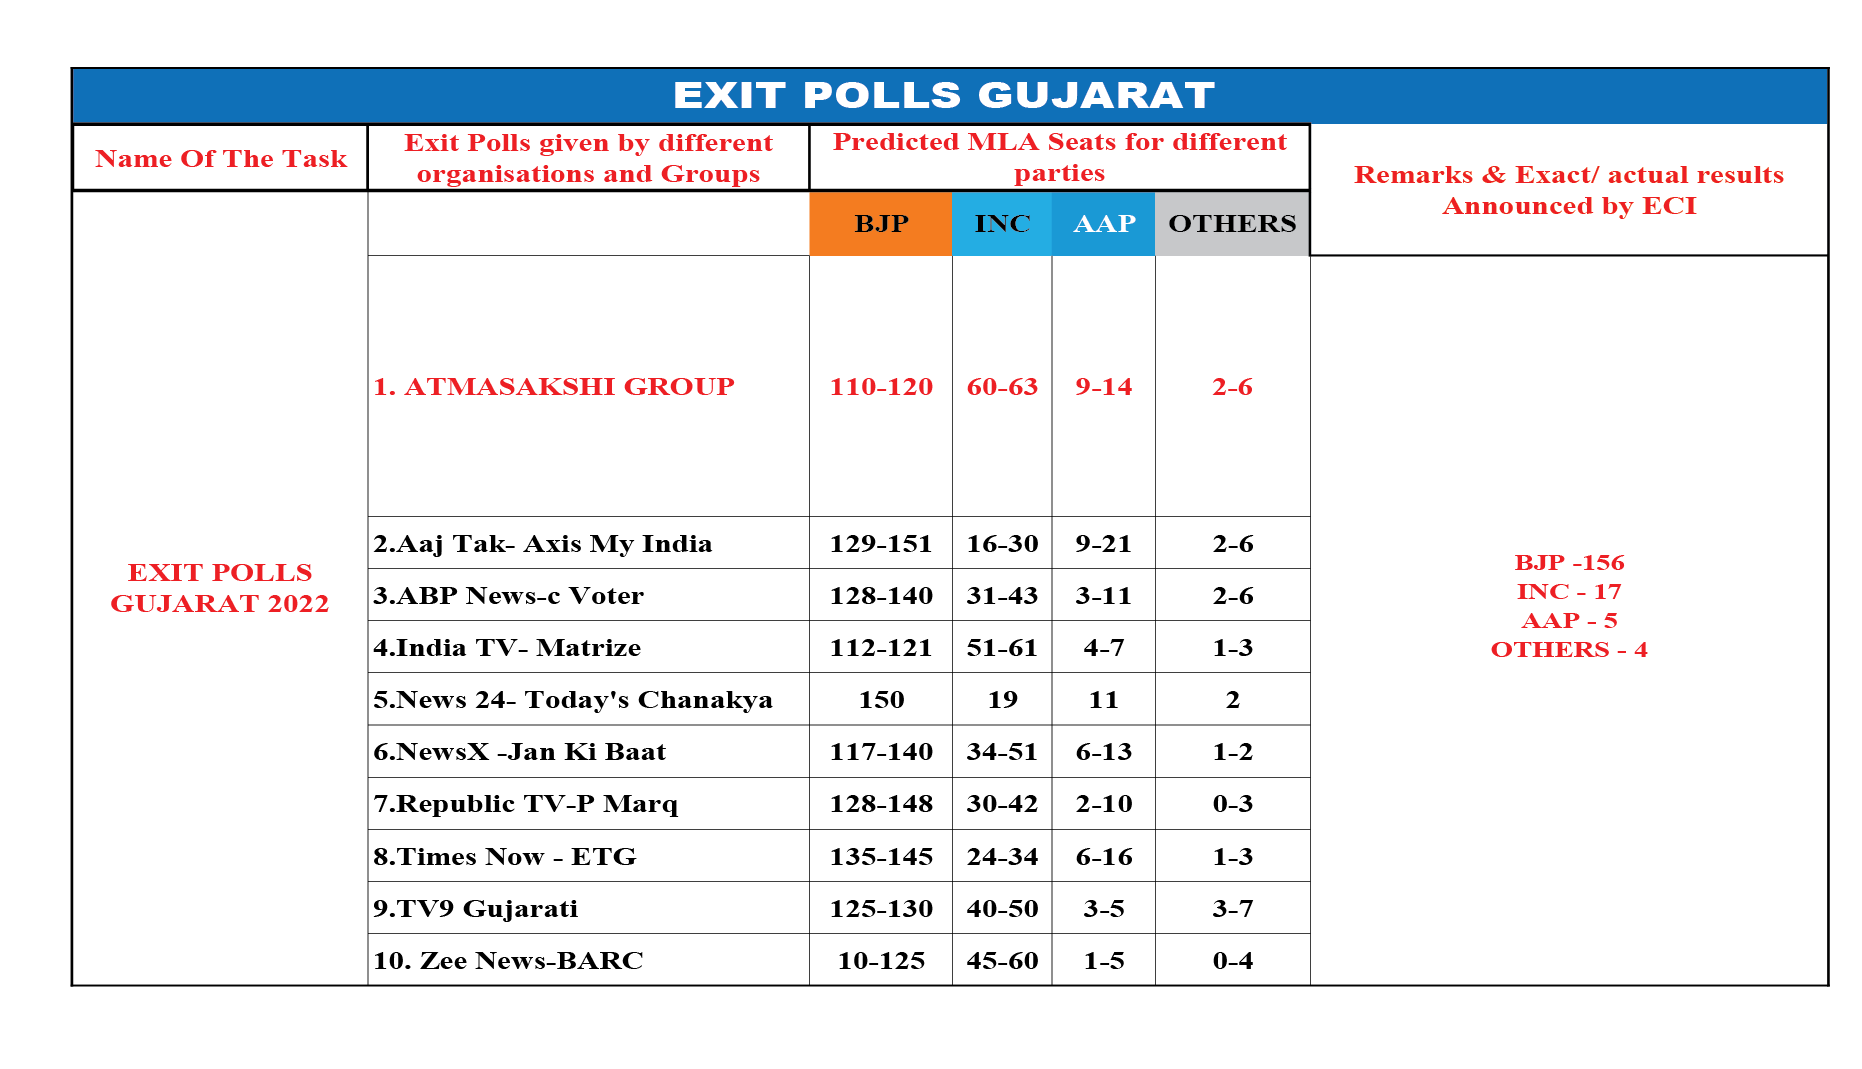 EXIT POLLS GUJARAT
Name Of The Task
Exit Polls given by different
organisations and Groups
Predicted MLA Seats for different
parties
Remarks & Exact/ actual results
Announced by ECI
BJP INC AAP OTHERS
EXIT POLLS
GUJARAT 2022
1. ATMASAKSHI GROUP 110-120 60-63 9-14 2-6
2.Aaj Tak- Axis My India 129-151 16-30 9-21 2-6
3.ABP News-c Voter 128-140 31-43 3-11 2-6
4.India TV- Matrize 112-121 51-61 4-7 1-3
5.News 24- Today's Chanakya 150 19 11 2
6.NewsX -Jan Ki Baat 117-140 34-51 6-13 1-2
7.Republic TV-P Marq 128-148 30-42 2-10 0-3
8.Times Now - ETG 135-145 24-34 6-16 1-3
9.TV9 Gujarati 125-130 40-50 3-5 3-7
10. Zee News-BARC 10-125 45-60 1-5 0-4
BJP -156
INC - 17
AAP - 5
OTHERS - 4